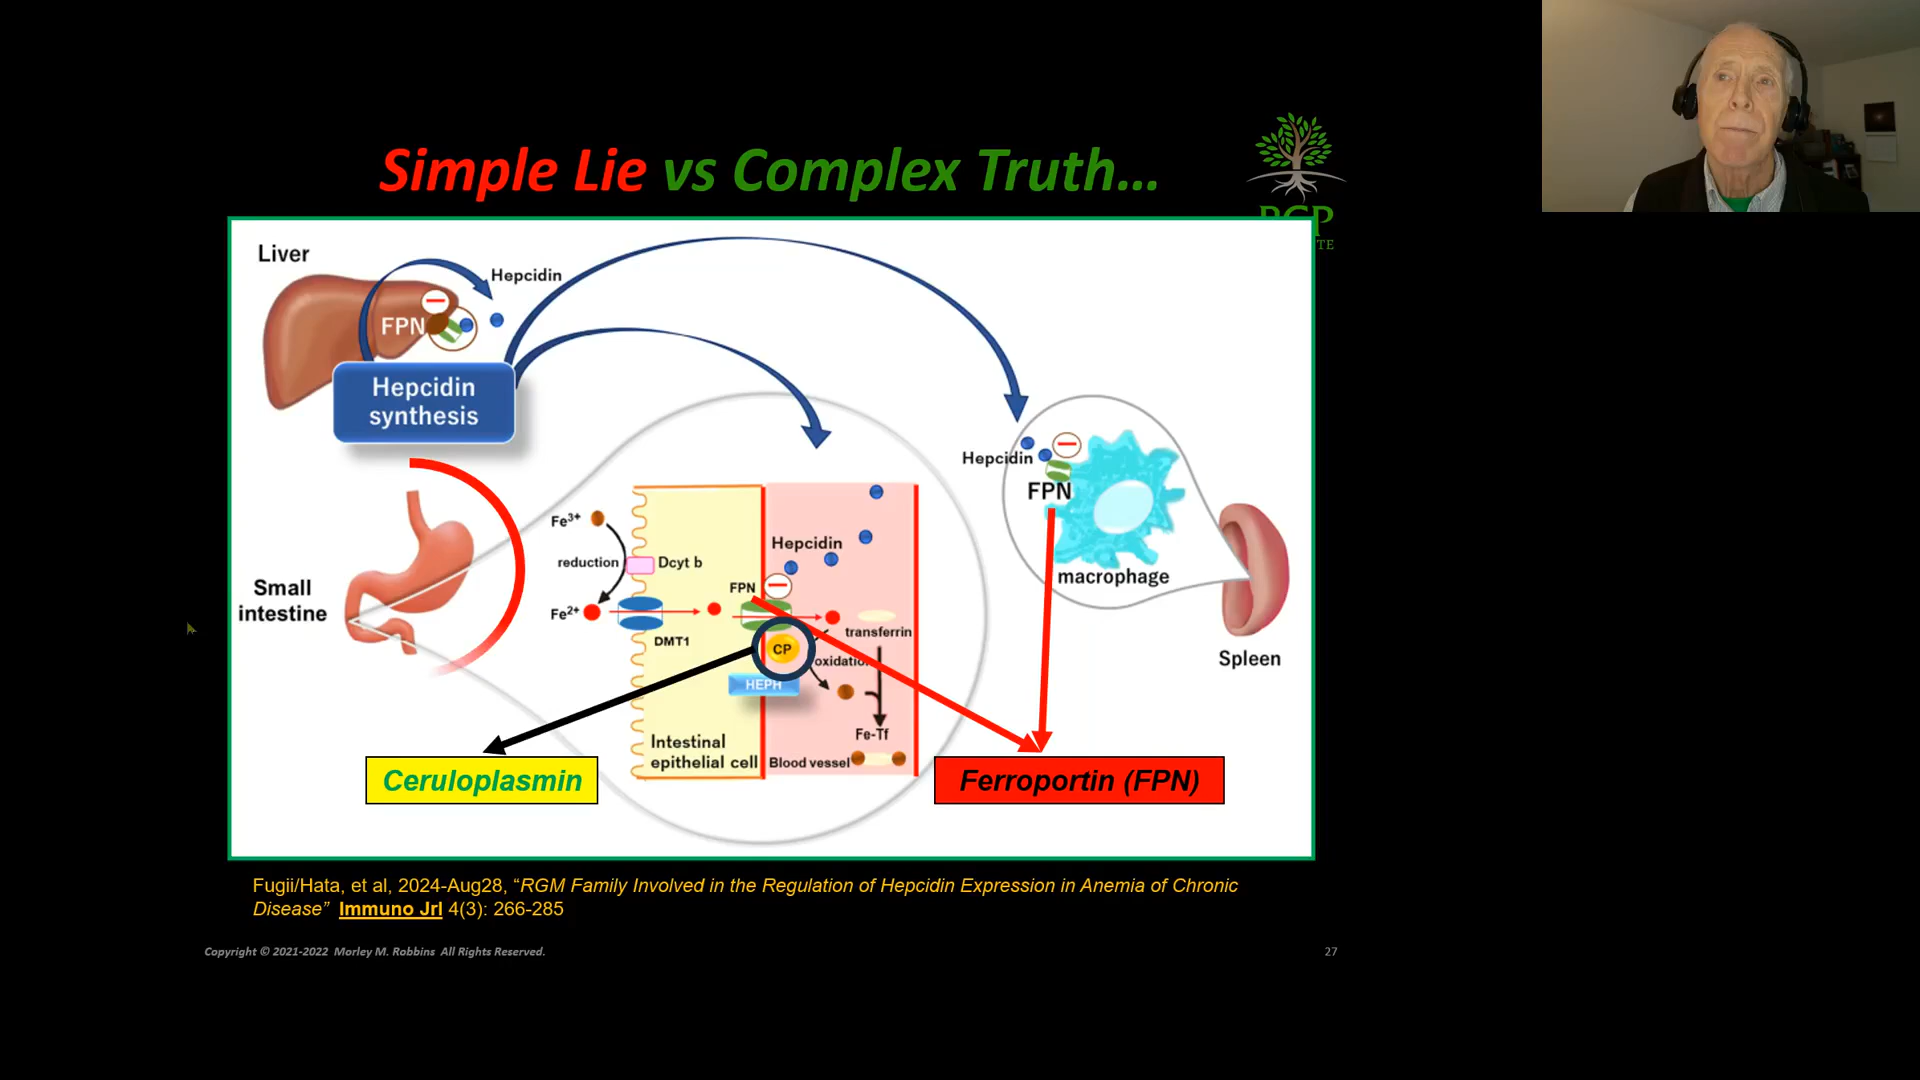 Simple Lie vs Complex Truth...
Liver
Hepcidin
FPN
Hepcidin
synthesis
Hepcidin
FPN
macrophage
Spleen
Small
intestine
Fe3+
reduction
Dcyt b
Fe2+
DMT1
Hepcidin
FPN
transferrin
CP
oxidation
HEPH
Fe-Tf
Intestinal
epithelial cell
Blood vessel
Ceruloplasmin
Ferroportin (FPN)
Fugii/Hata, et al, 2024-Aug28, “RGM Family Involved in the Regulation of Hepcidin Expression in Anemia of Chronic
Disease” Immuno Jrl 4(3): 266-285
Copyright © 2021-2022 Morley M. Robbins All Rights Reserved.
27